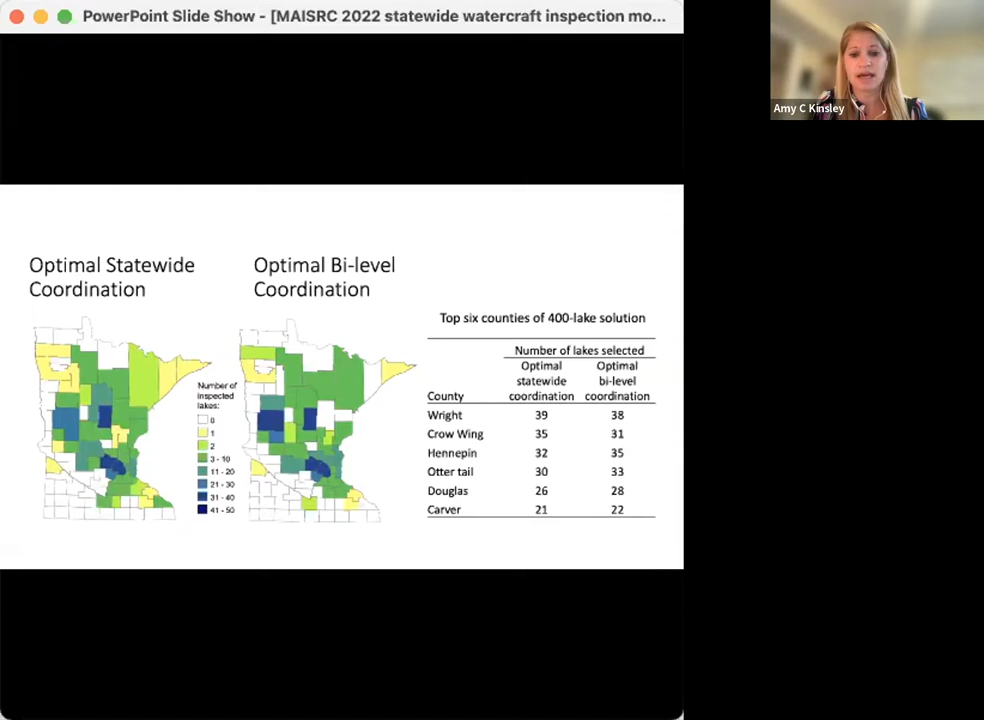 PowerPoint Slide Show - [MAISRC 2022 statewide watercraft inspection mo...
Amy C Kinsley
Optimal Statewide
Coordination
Optimal Bi-level
Coordination
Number of
inspected
lakes:
0
1
2
3 - 10
11 - 20
21 - 30
31 - 40
41 - 50
Top six counties of 400-lake solution
Number of lakes selected
Optimal Optimal
statewide bi-level
County coordination coordination
Wright 39 38
Crow Wing 35 31
Hennepin 32 35
Otter tail 30 33
Douglas 26 28
Carver 21 22